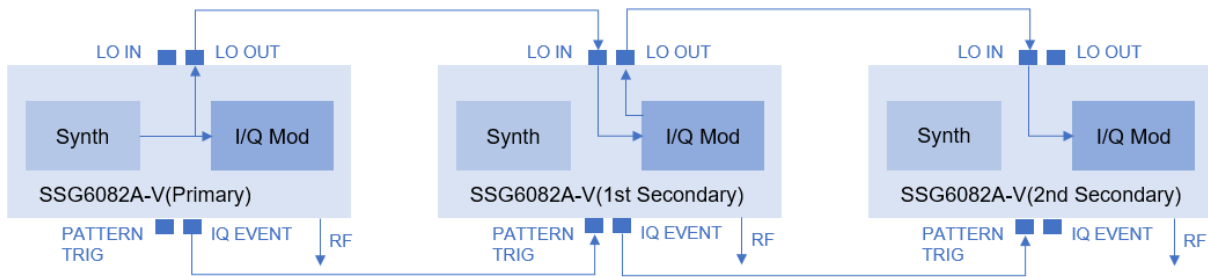 LO IN LO OUT LO IN LO OUT LO IN LO OUT
Synth I/Q Mod Synth I/Q Mod Synth I/Q Mod
SSG6082A-V(Primary) SSG6082A-V(1st Secondary) SSG6082A-V(2nd Secondary)
PATTERN IQ EVENT RF PATTERN IQ EVENT RF PATTERN IQ EVENT RF
TRIG TRIG TRIG